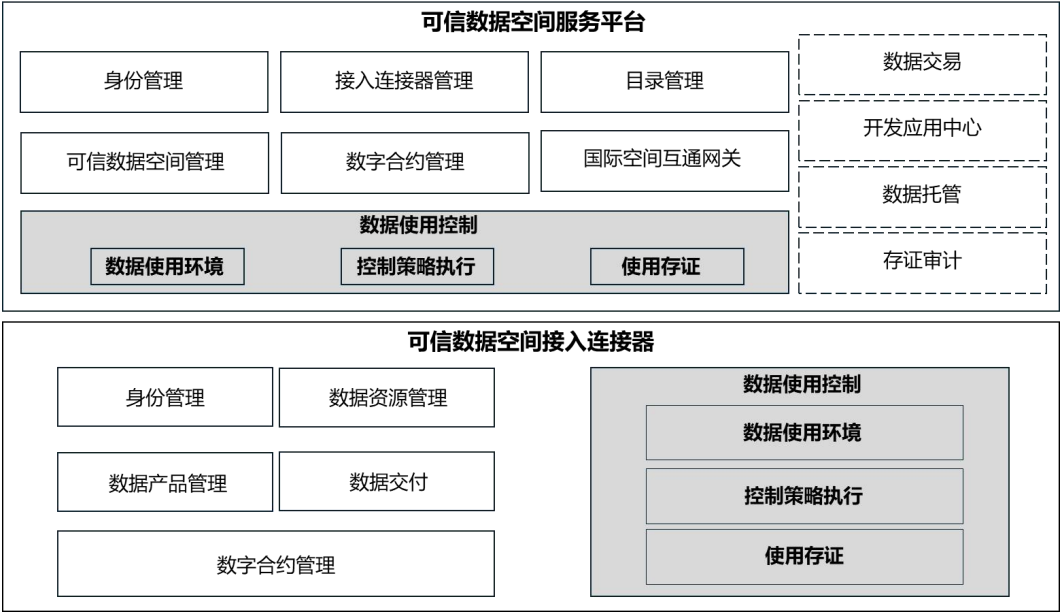 可信数据空间服务平台
身份管理
接入连接器管理
目录管理
可信数据空间管理
数字合约管理
国际空间互通网关
数据使用控制
数据使用环境
控制策略执行
使用存证
数据交易
开发应用中心
数据托管
存证审计
可信数据空间接入连接器
身份管理
数据资源管理
数据产品管理
数据交付
数字合约管理
数据使用控制
数据使用环境
控制策略执行
使用存证